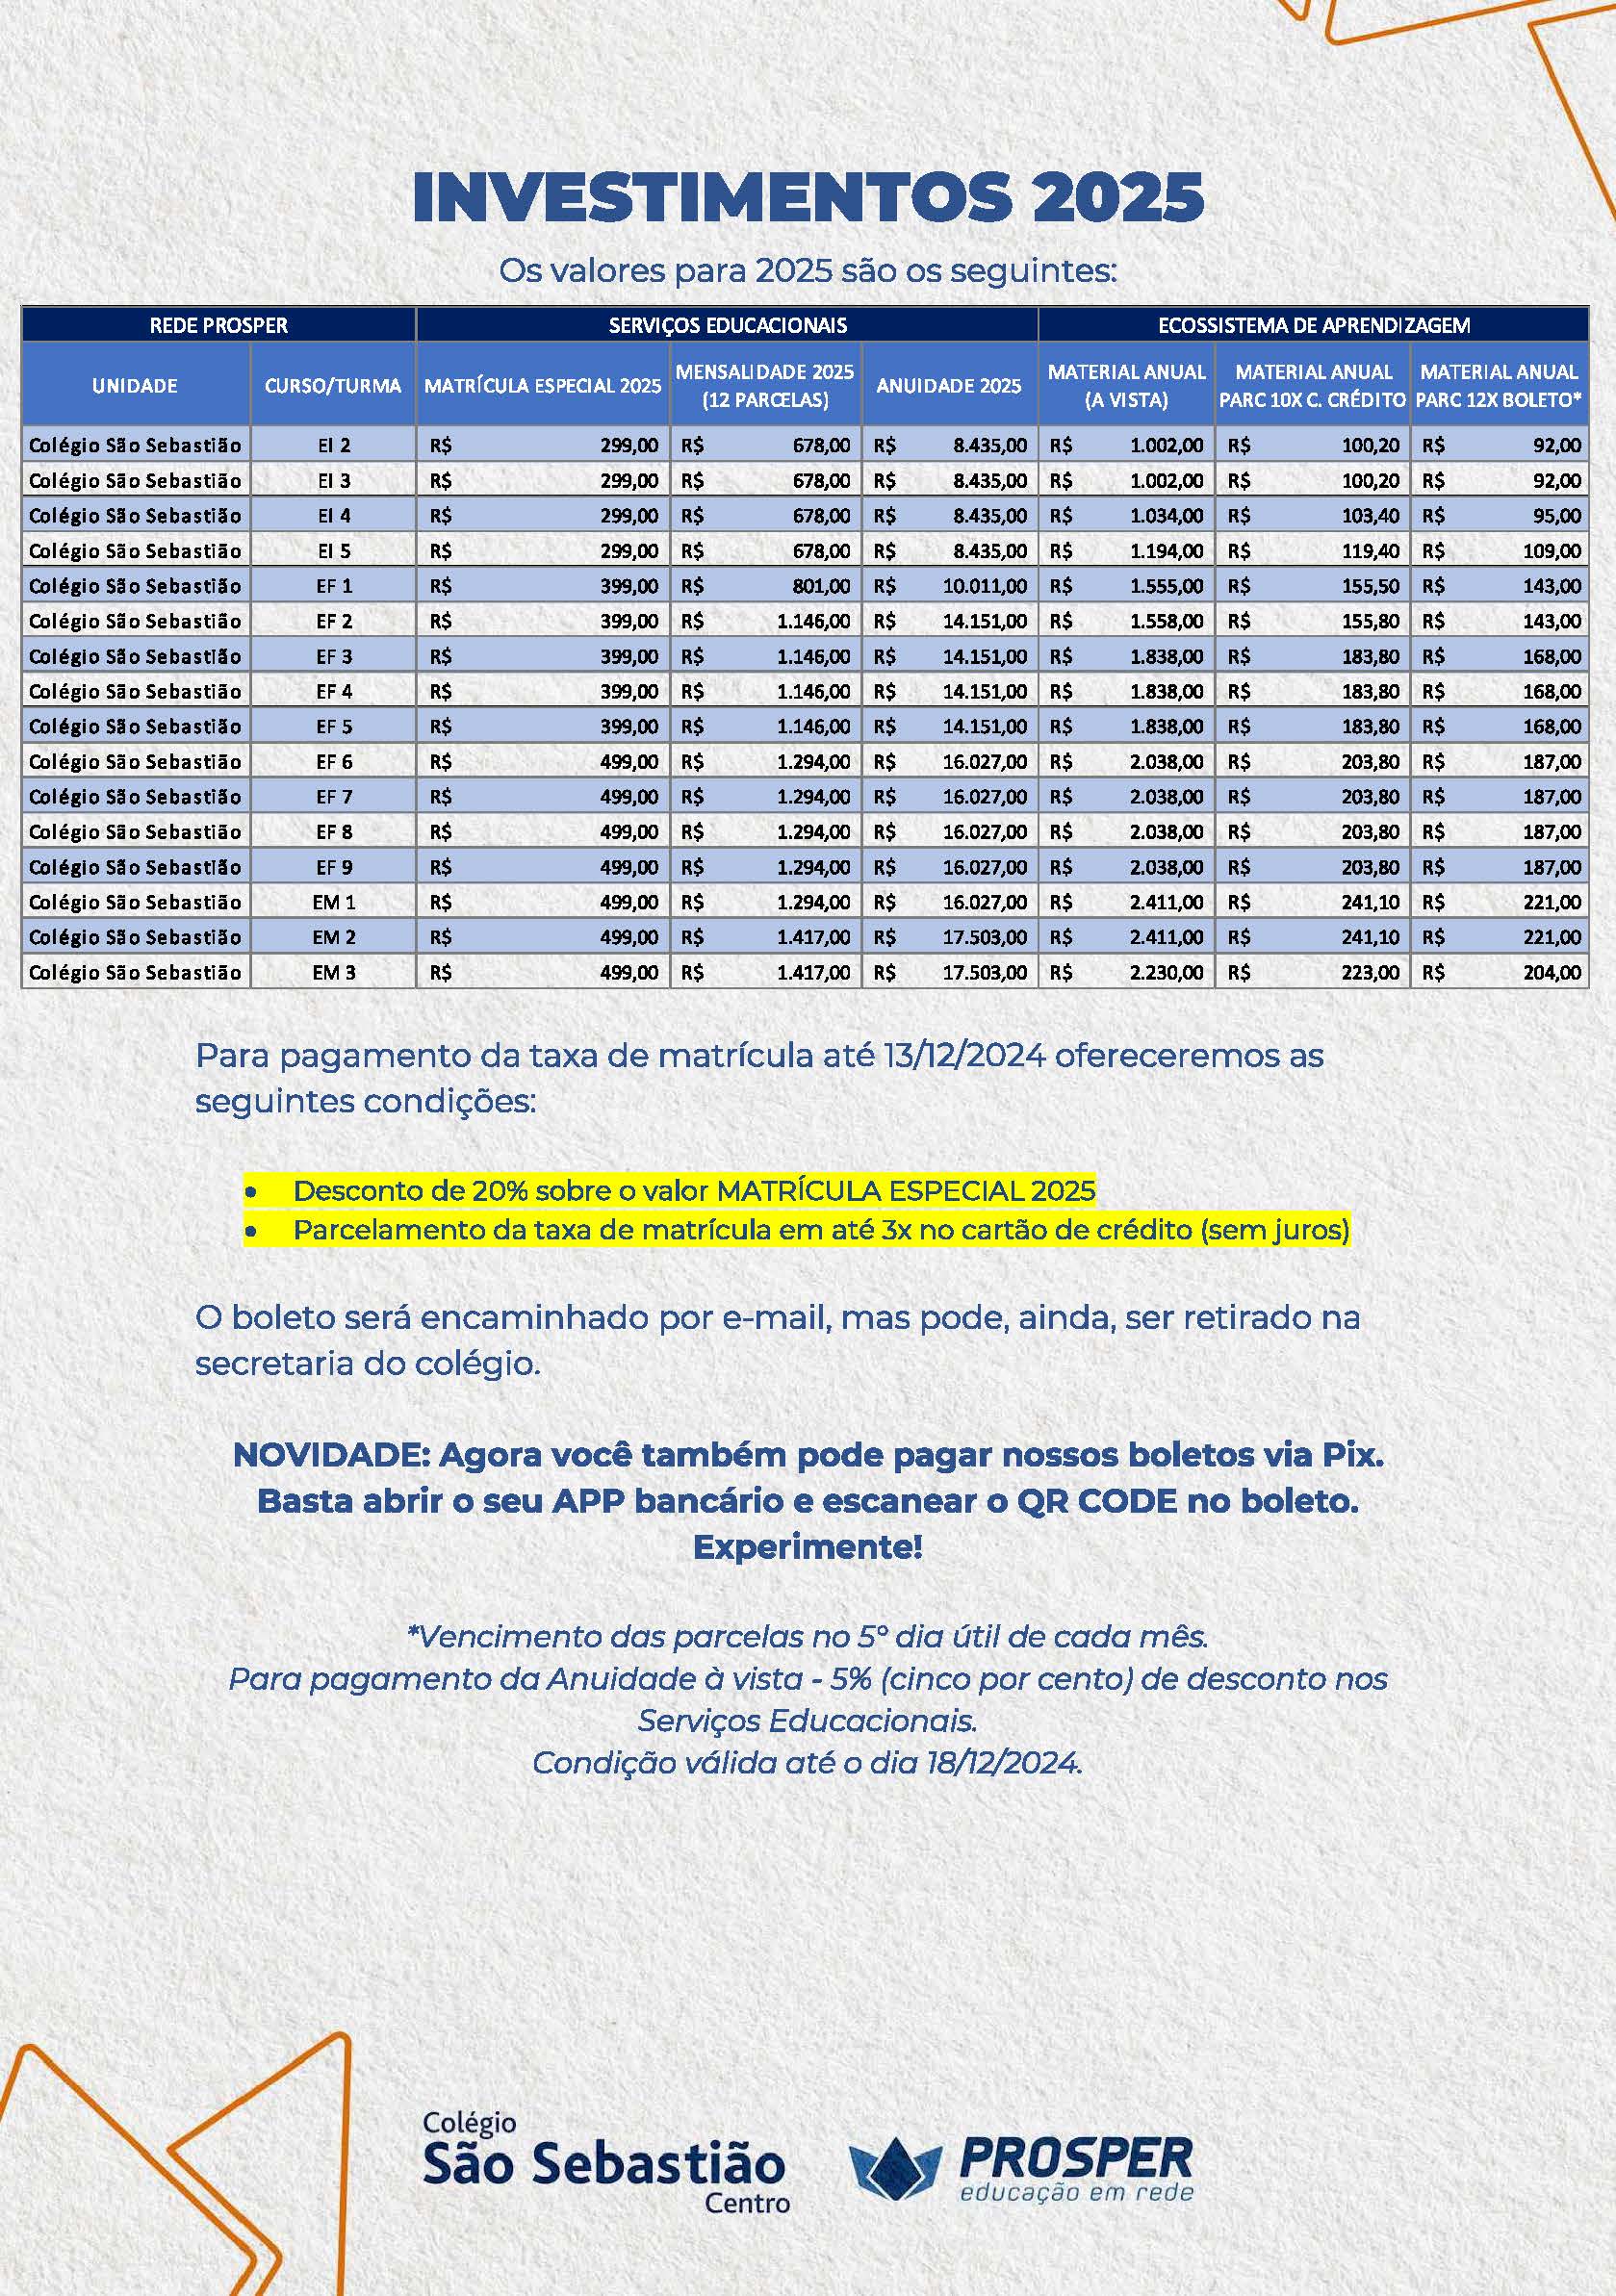 INVESTIMENTOS 2025
Os valores para 2025 são os seguintes:
REDE PROSPER SERVIÇOS EDUCACIONAIS ECOSSISTEMA DE APRENDIZAGEM
UNIDADE CURSO/TURMA MATRÍCULA ESPECIAL 2025 MENSALIDADE 2025 (12 PARCELAS) ANUIDADE 2025 MATERIAL ANUAL (A VISTA) MATERIAL ANUAL PARC 10X C. CRÉDITO MATERIAL ANUAL PARC 12X BOLETO*
Colégio São Sebastião EI 2 R$ 299,00 R$ 678,00 R$ 8.435,00 R$ 1.002,00 R$ 100,20 R$ 92,00
Colégio São Sebastião EI 3 R$ 299,00 R$ 678,00 R$ 8.435,00 R$ 1.002,00 R$ 100,20 R$ 92,00
Colégio São Sebastião EI 4 R$ 299,00 R$ 678,00 R$ 8.435,00 R$ 1.034,00 R$ 103,40 R$ 95,00
Colégio São Sebastião EI 5 R$ 299,00 R$ 678,00 R$ 8.435,00 R$ 1.194,00 R$ 119,40 R$ 109,00
Colégio São Sebastião EF 1 R$ 399,00 R$ 801,00 R$ 10.011,00 R$ 1.555,00 R$ 155,50 R$ 143,00
Colégio São Sebastião EF 2 R$ 399,00 R$ 1.146,00 R$ 14.151,00 R$ 1.558,00 R$ 155,80 R$ 143,00
Colégio São Sebastião EF 3 R$ 399,00 R$ 1.146,00 R$ 14.151,00 R$ 1.838,00 R$ 183,80 R$ 168,00
Colégio São Sebastião EF 4 R$ 399,00 R$ 1.146,00 R$ 14.151,00 R$ 1.838,00 R$ 183,80 R$ 168,00
Colégio São Sebastião EF 5 R$ 399,00 R$ 1.146,00 R$ 14.151,00 R$ 1.838,00 R$ 183,80 R$ 168,00
Colégio São Sebastião EF 6 R$ 499,00 R$ 1.294,00 R$ 16.027,00 R$ 2.038,00 R$ 203,80 R$ 187,00
Colégio São Sebastião EF 7 R$ 499,00 R$ 1.294,00 R$ 16.027,00 R$ 2.038,00 R$ 203,80 R$ 187,00
Colégio São Sebastião EF 8 R$ 499,00 R$ 1.294,00 R$ 16.027,00 R$ 2.038,00 R$ 203,80 R$ 187,00
Colégio São Sebastião EF 9 R$ 499,00 R$ 1.294,00 R$ 16.027,00 R$ 2.038,00 R$ 203,80 R$ 187,00
Colégio São Sebastião EM 1 R$ 499,00 R$ 1.294,00 R$ 16.027,00 R$ 2.411,00 R$ 241,10 R$ 221,00
Colégio São Sebastião EM 2 R$ 499,00 R$ 1.417,00 R$ 17.503,00 R$ 2.411,00 R$ 241,10 R$ 221,00
Colégio São Sebastião EM 3 R$ 499,00 R$ 1.417,00 R$ 17.503,00 R$ 2.230,00 R$ 223,00 R$ 204,00
Para pagamento da taxa de matrícula até 13/12/2024 ofereceremos as
seguintes condições:
• Desconto de 20% sobre o valor MATRÍCULA ESPECIAL 2025
• Parcelamento da taxa de matrícula em até 3x no cartão de crédito (sem juros)
O boleto será encaminhado por e-mail, mas pode, ainda, ser retirado na
secretaria do colégio.
NOVIDADE: Agora você também pode pagar nossos boletos via Pix.
Basta abrir o seu APP bancário e escanear o QR CODE no boleto.
Experimente!
*Vencimento das parcelas no 5º dia útil de cada mês.
Para pagamento da Anuidade à vista - 5% (cinco por cento) de desconto nos
Serviços Educacionais.
Condição válida até o dia 18/12/2024.
Colégio
São Sebastião
Centro
PROSPER
educação em rede